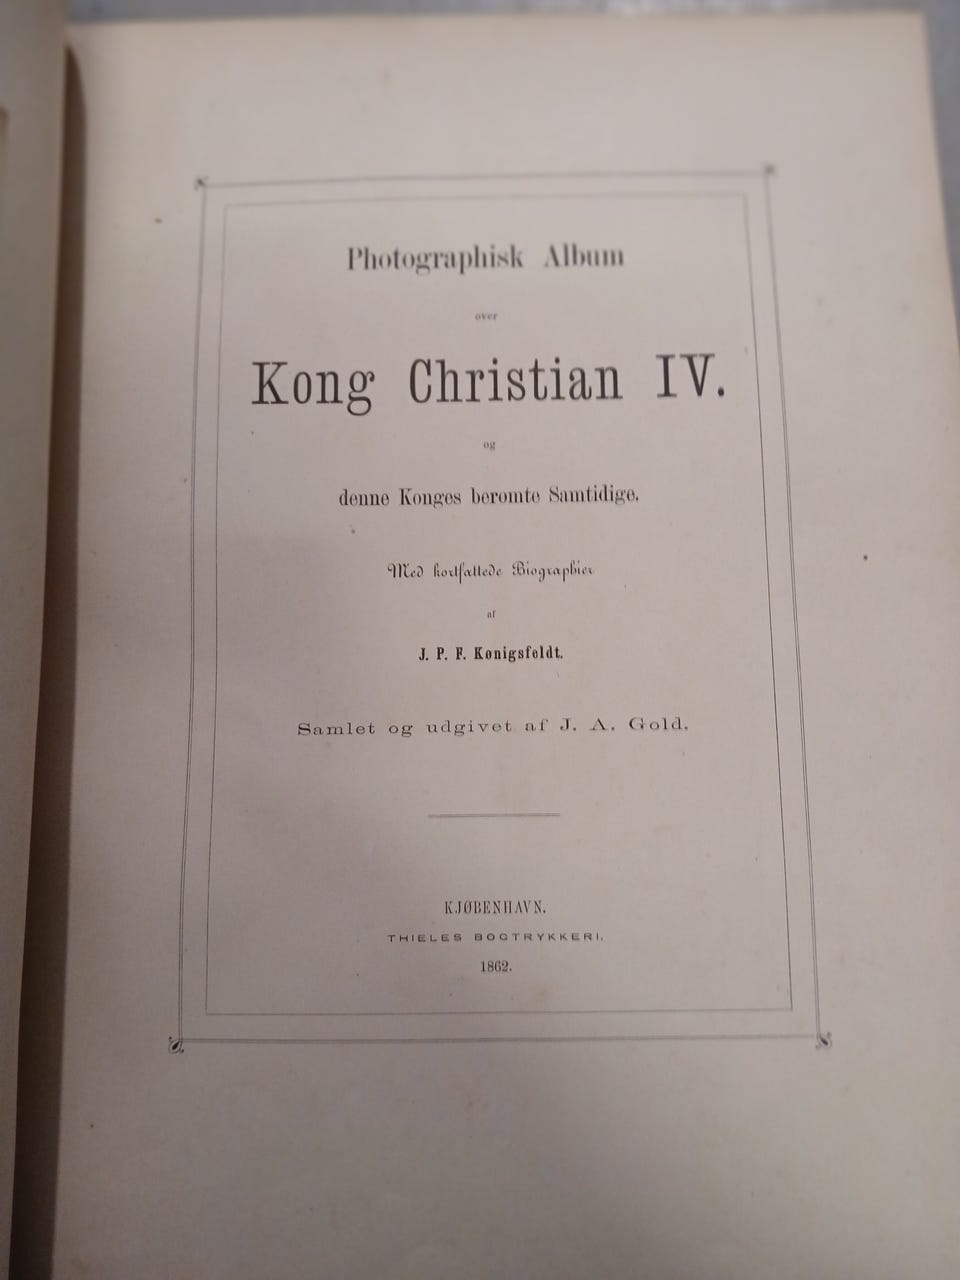 Photographisk Album
over
Kong Christian IV.
og
denne Konges berømte Samtidige.
Med kortfattede Biographier
af
J. P. F. Kønigsfeldt.
Samlet og udgivet af J. A. Gold.
KJØBENHAVN.
THIELES BOGTRYKKERI.
1862.